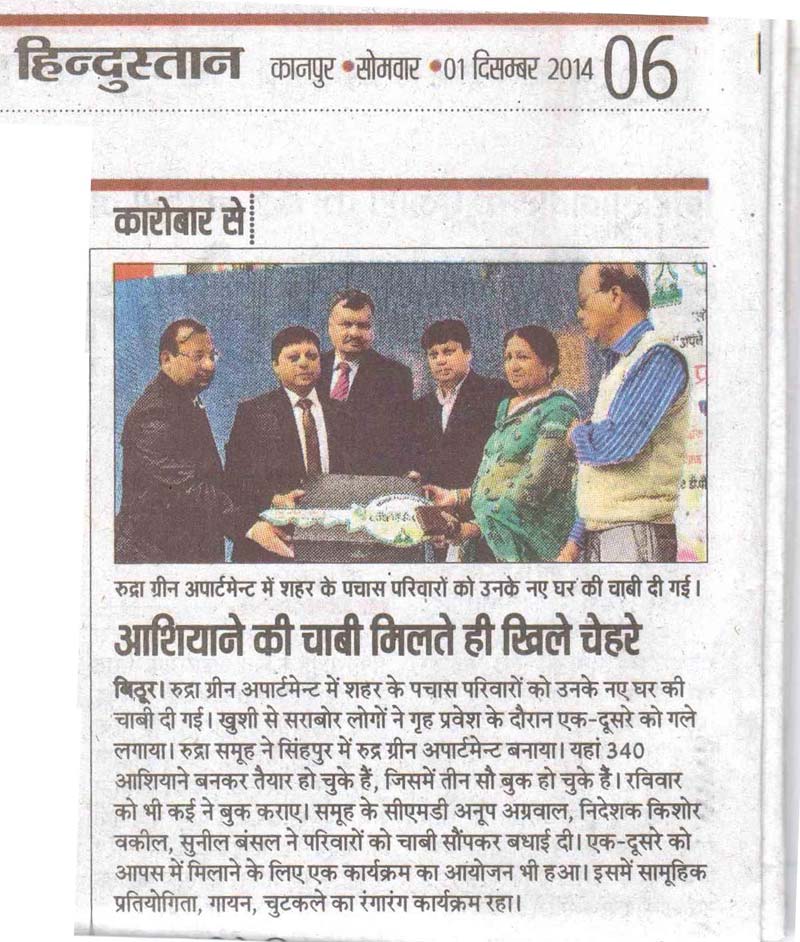 हिन्दुस्तान कानपुर • सोमवार • 01 दिसम्बर 2014 06
कारोबार से
रुद्रा ग्रीन अपार्टमेन्ट में शहर के पचास परिवारों को उनके नए घर की चाबी दी गई।
आशियाने की चाबी मिलते ही खिले चेहरे
बिठूर। रुद्रा ग्रीन अपार्टमेन्ट में शहर के पचास परिवारों को उनके नए घर की
चाबी दी गई। खुशी से सराबोर लोगों ने गृह प्रवेश के दौरान एक-दूसरे को गले
लगाया। रुद्रा समूह ने सिंहपुर में रुद्र ग्रीन अपार्टमेन्ट बनाया। यहां 340
आशियाने बनकर तैयार हो चुके हैं, जिसमें तीन सौ बुक हो चुके हैं। रविवार
को भी कई ने बुक कराए। समूह के सीएमडी अनूप अग्रवाल, निदेशक किशोर
वकील, सुनील बंसल ने परिवारों को चाबी सौंपकर बधाई दी। एक-दूसरे को
आपस में मिलाने के लिए एक कार्यक्रम का आयोजन भी हआ। इसमें सामूहिक
प्रतियोगिता, गायन, चुटकले का रंगारंग कार्यक्रम रहा।